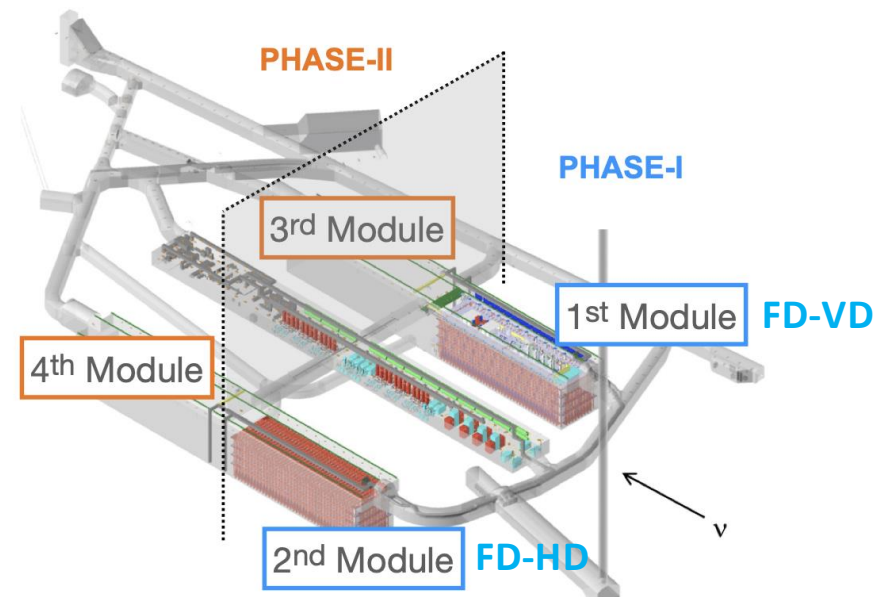 PHASE-II
PHASE-I
3rd Module
1st Module FD-VD
4th Module
ν
2nd Module FD-HD